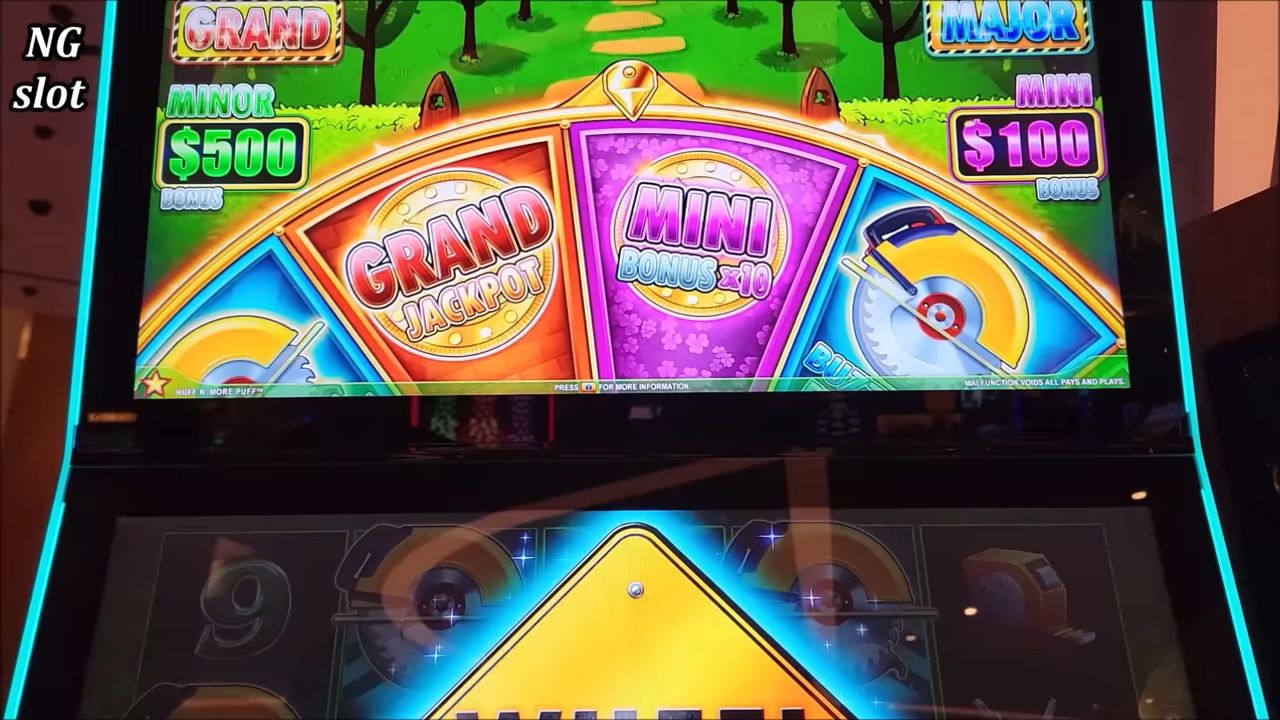 NG
slot
GRAND
MAJOR
MINOR
$500
BONUS
MINI
$100
BONUS
GRAND
JACKPOT
MINI
BONUS x10
HUFF N' MORE PUFF™
PRESS
FOR MORE INFORMATION
MALFUNCTION VOIDS ALL PAYS AND PLAYS.
9